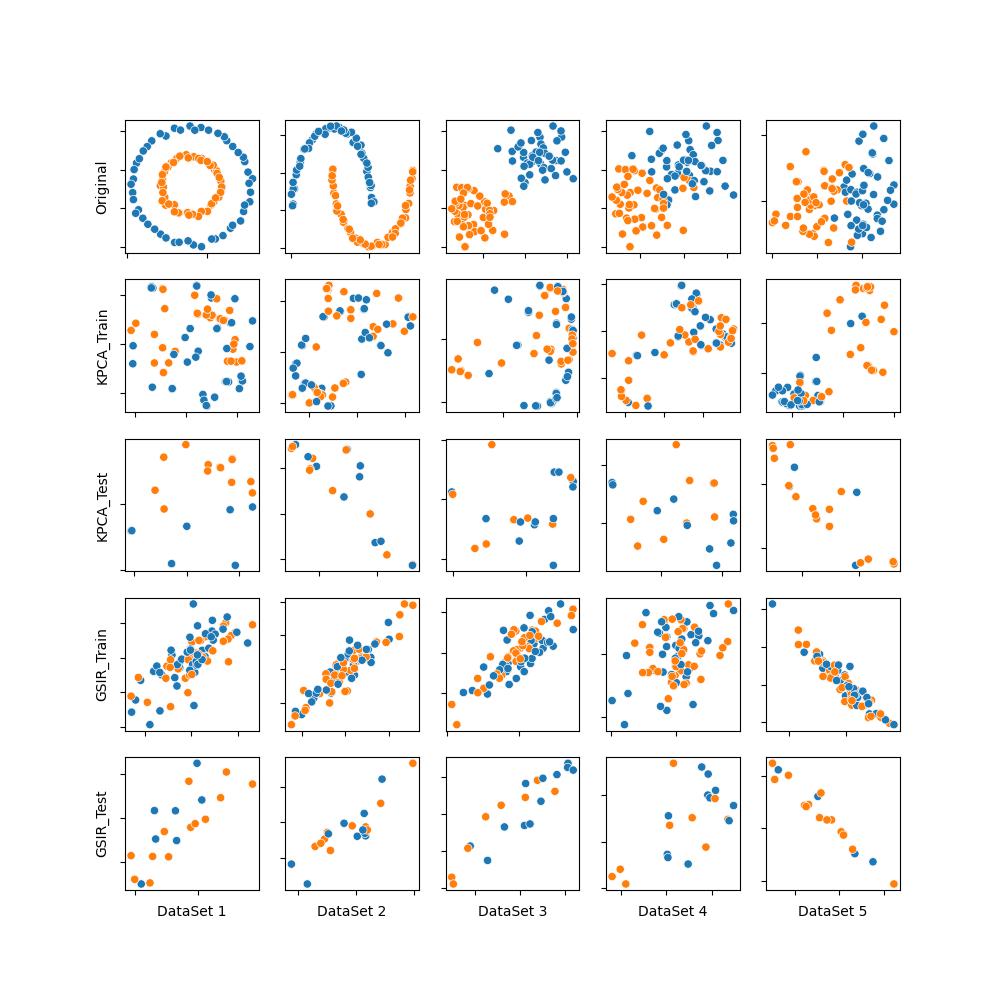 Original
KPCA_Train
KPCA_Test
GSIR_Train
GSIR_Test
DataSet 1
DataSet 2
DataSet 3
DataSet 4
DataSet 5